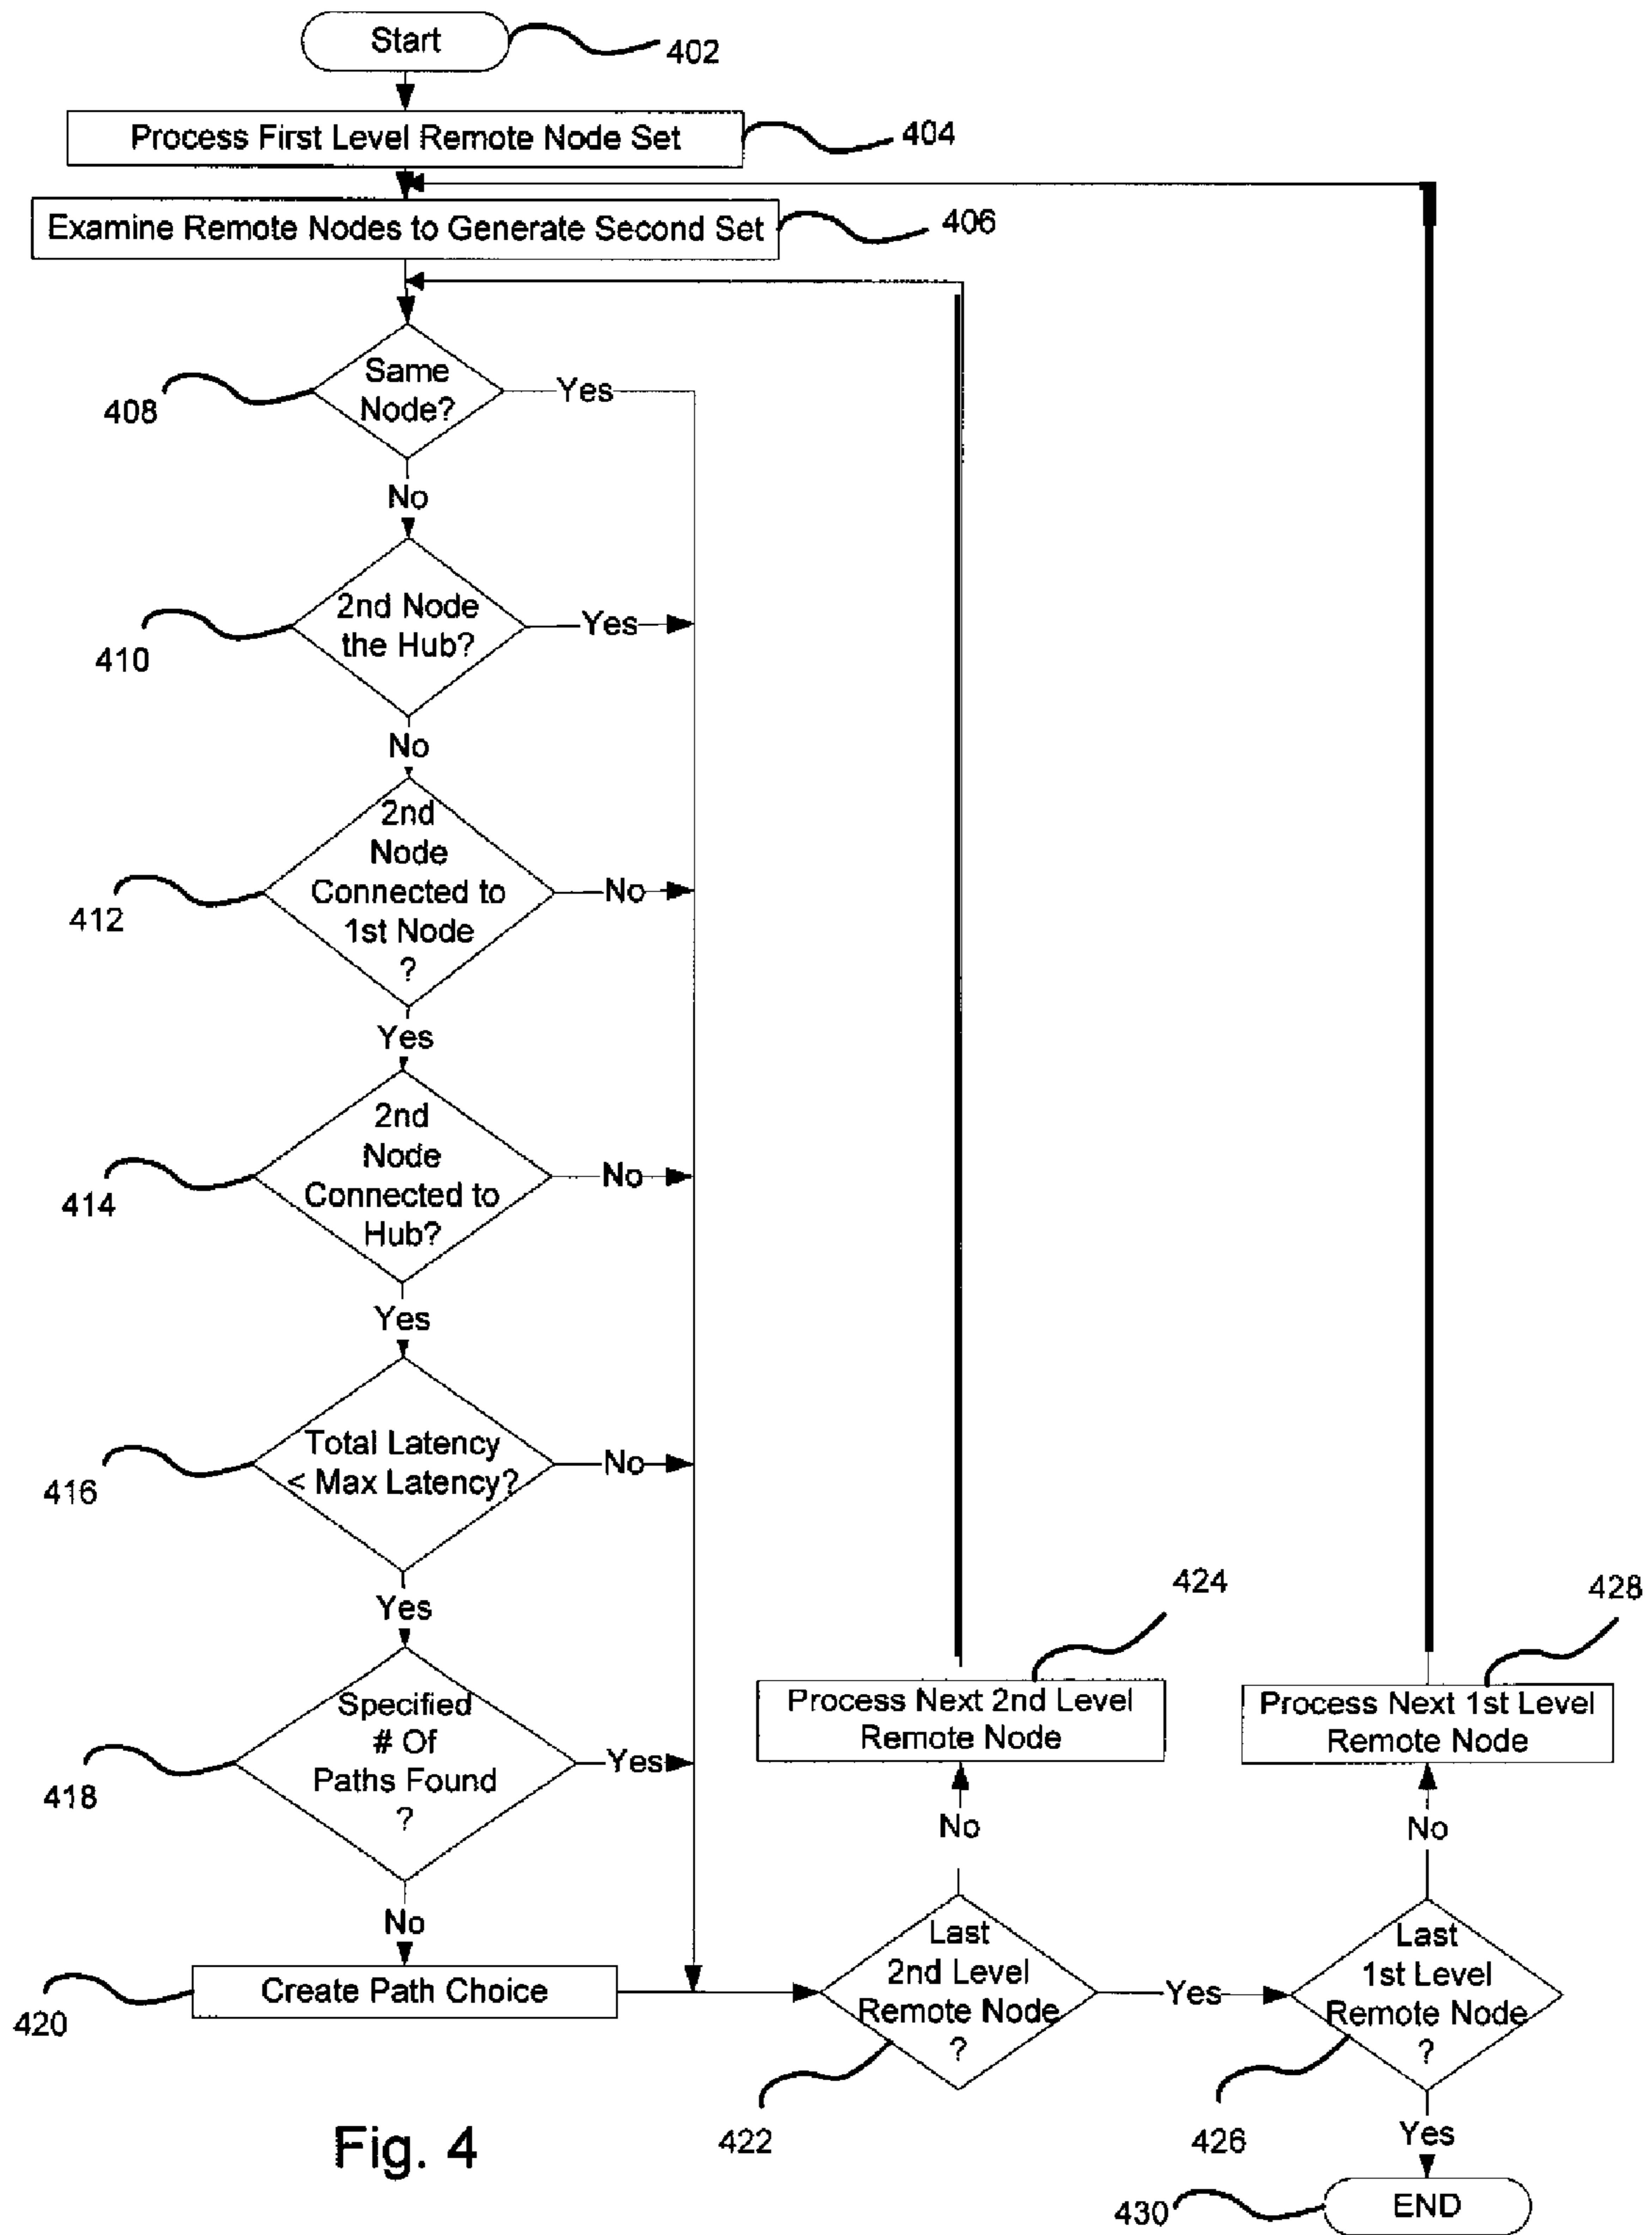 Start
402
Process First Level Remote Node Set
404
Examine Remote Nodes to Generate Second Set
406
Same
Node?
Yes
408
No
2nd Node
the Hub?
Yes
410
No
2nd
Node
Connected to
1st Node
?
No
412
Yes
2nd
Node
Connected to
Hub?
No
414
Yes
Total Latency
< Max Latency?
No
416
Yes
424
428
Specified
# Of
Paths Found
?
Yes
418
Process Next 2nd Level
Remote Node
Process Next 1st Level
Remote Node
No
No
No
Create Path Choice
420
Last
2nd Level
Remote Node
?
Yes
422
Last
1st Level
Remote Node
?
426
Yes
END
430
Fig. 4